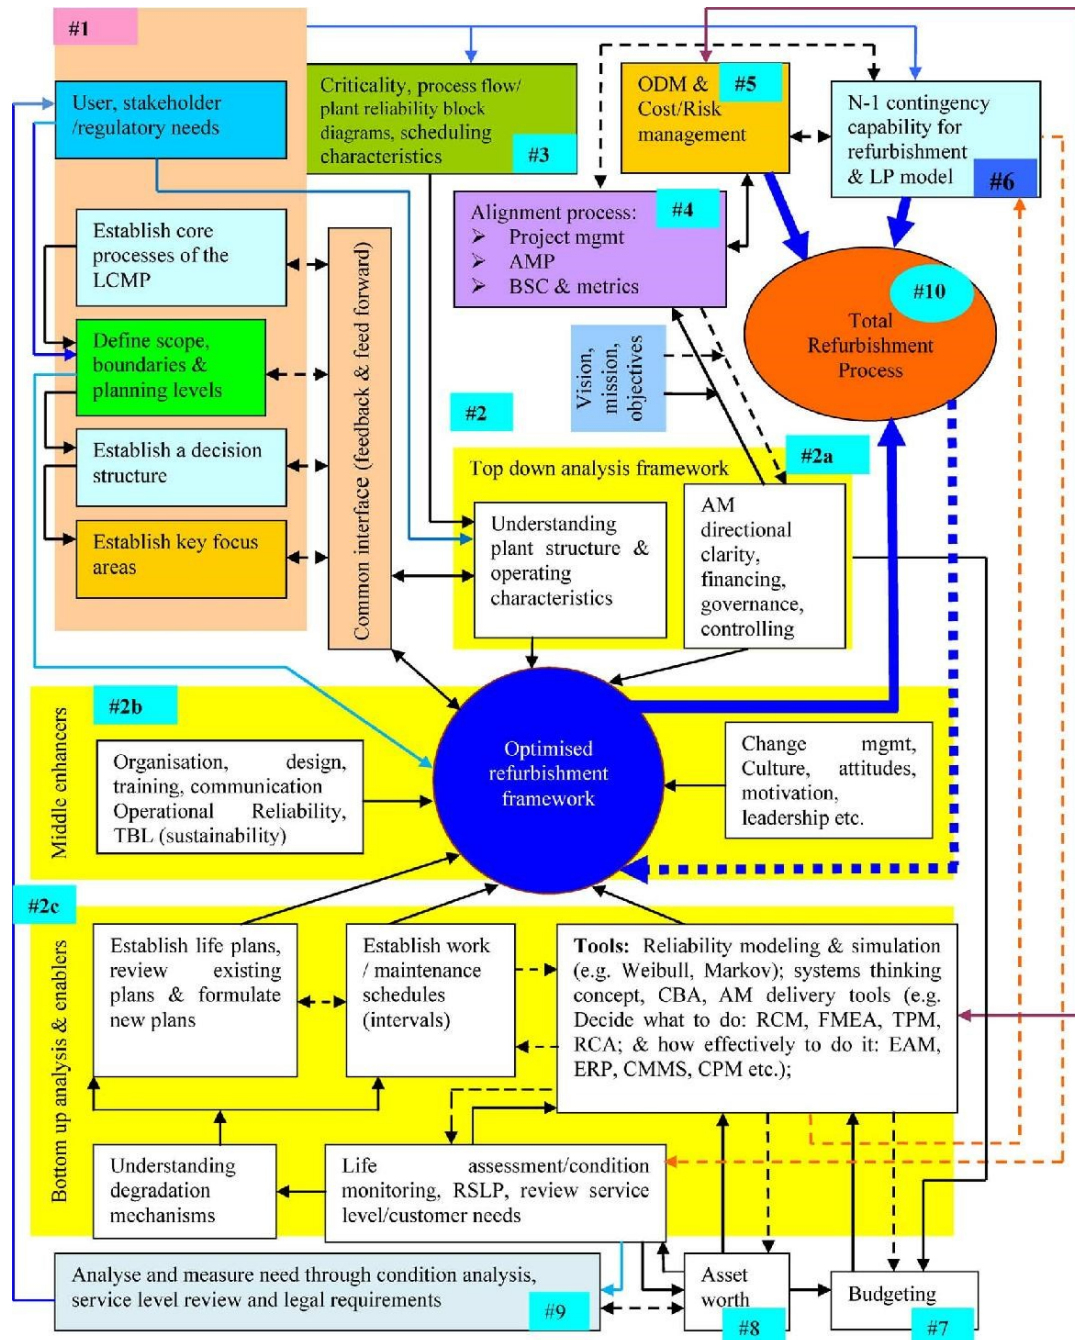 #1
User, stakeholder
/regulatory needs
Criticality, process flow/
plant reliability block
diagrams, scheduling
characteristics
#3
ODM &
Cost/Risk
management
#5
N-1 contingency
capability for
refurbishment
& LP model
#6
Alignment process:
#4
➢ Project mgmt
➢ AMP
➢ BSC & metrics
Establish core
processes of the
LCMP
Define scope,
boundaries &
planning levels
Establish a decision
structure
Establish key focus
areas
Common interface (feedback & feed forward)
#10
Total
Refurbishment
Process
Vision,
mission,
objectives
#2
#2a
Top down analysis framework
Understanding
plant structure &
operating
characteristics
AM
directional
clarity,
financing,
governance,
controlling
Middle enhancers
#2b
Organisation, design,
training, communication
Operational Reliability,
TBL (sustainability)
Optimised
refurbishment
framework
Change mgmt,
Culture, attitudes,
motivation,
leadership etc.
#2c
Bottom up analysis & enablers
Establish life plans,
review existing
plans & formulate
new plans
Establish work
/ maintenance
schedules
(intervals)
Tools: Reliability modeling & simulation
(e.g. Weibull, Markov); systems thinking
concept, CBA, AM delivery tools (e.g.
Decide what to do: RCM, FMEA, TPM,
RCA; & how effectively to do it: EAM,
ERP, CMMS, CPM etc.);
Understanding
degradation
mechanisms
Life assessment/condition
monitoring, RSLP, review service
level/customer needs
Analyse and measure need through condition analysis,
service level review and legal requirements
#9
Asset
worth
#8
Budgeting
#7